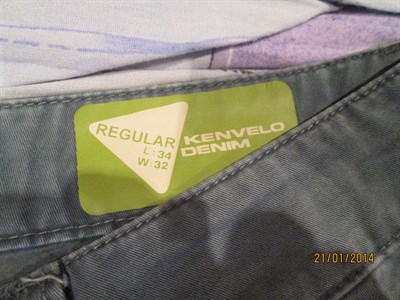 REGULAR
L:34
W:32
KENVELO
DENIM
21/01/2014